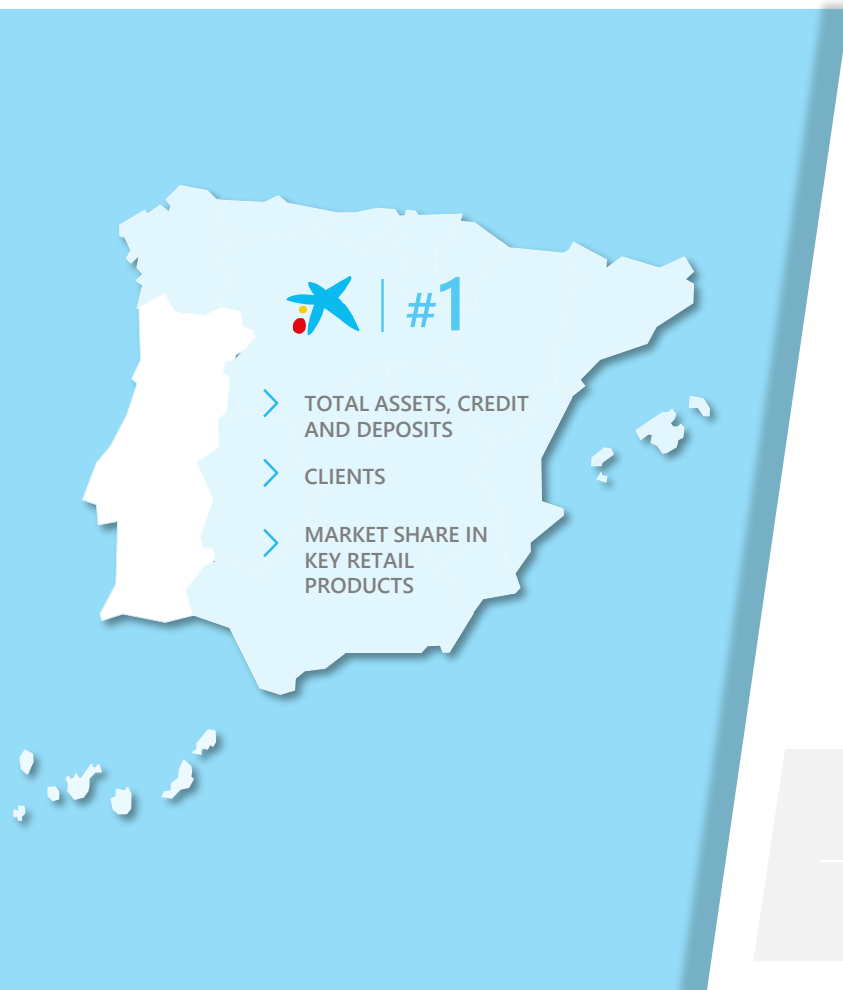 #1
TOTAL ASSETS, CREDIT
AND DEPOSITS
CLIENTS
MARKET SHARE IN
KEY RETAIL
PRODUCTS